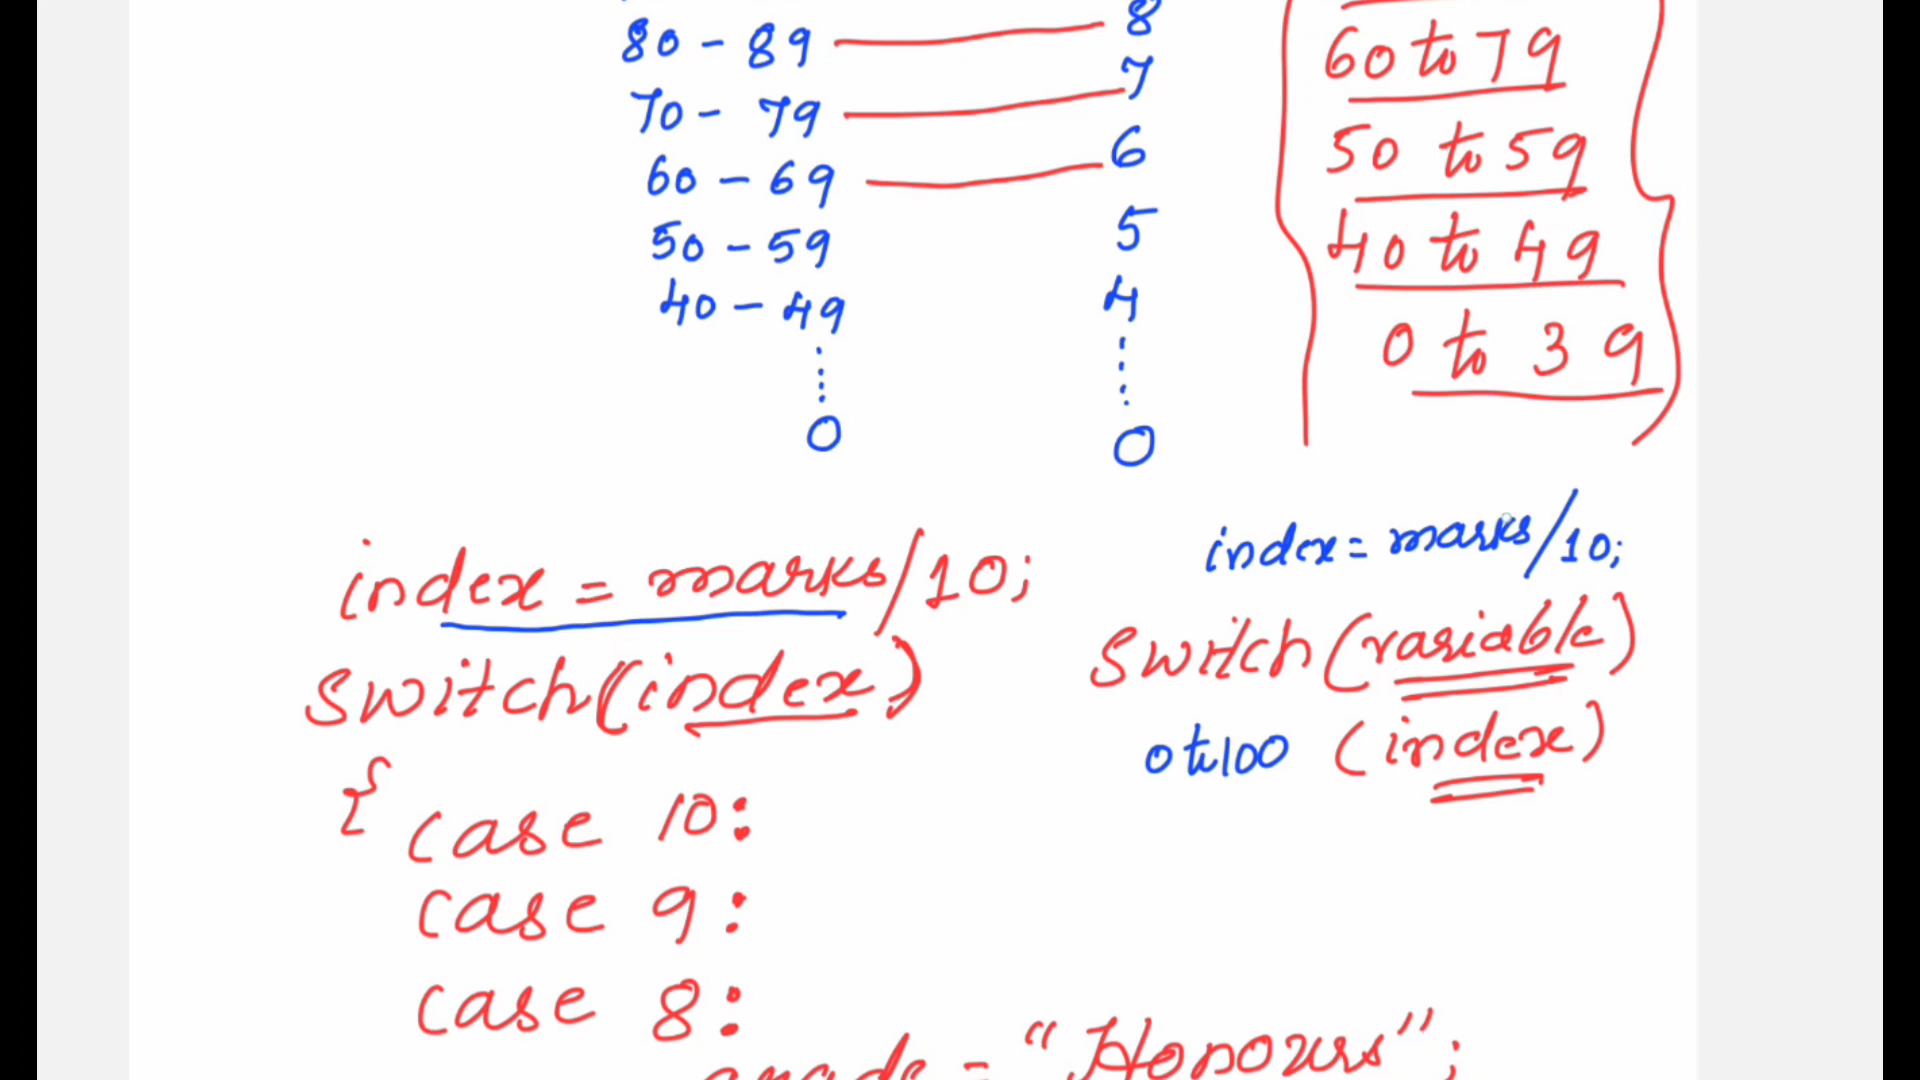 80 - 89 8
70 - 79 7
60 - 69 6
50 - 59 5
40 - 49 4
0 0
60 to 79
50 to 59
40 to 49
0 to 39
index = marks/10;
switch(index)
{ case 10:
case 9:
case 8:
grade = "Honours";
index = marks/10;
switch(variable)
0 to 100 (index)